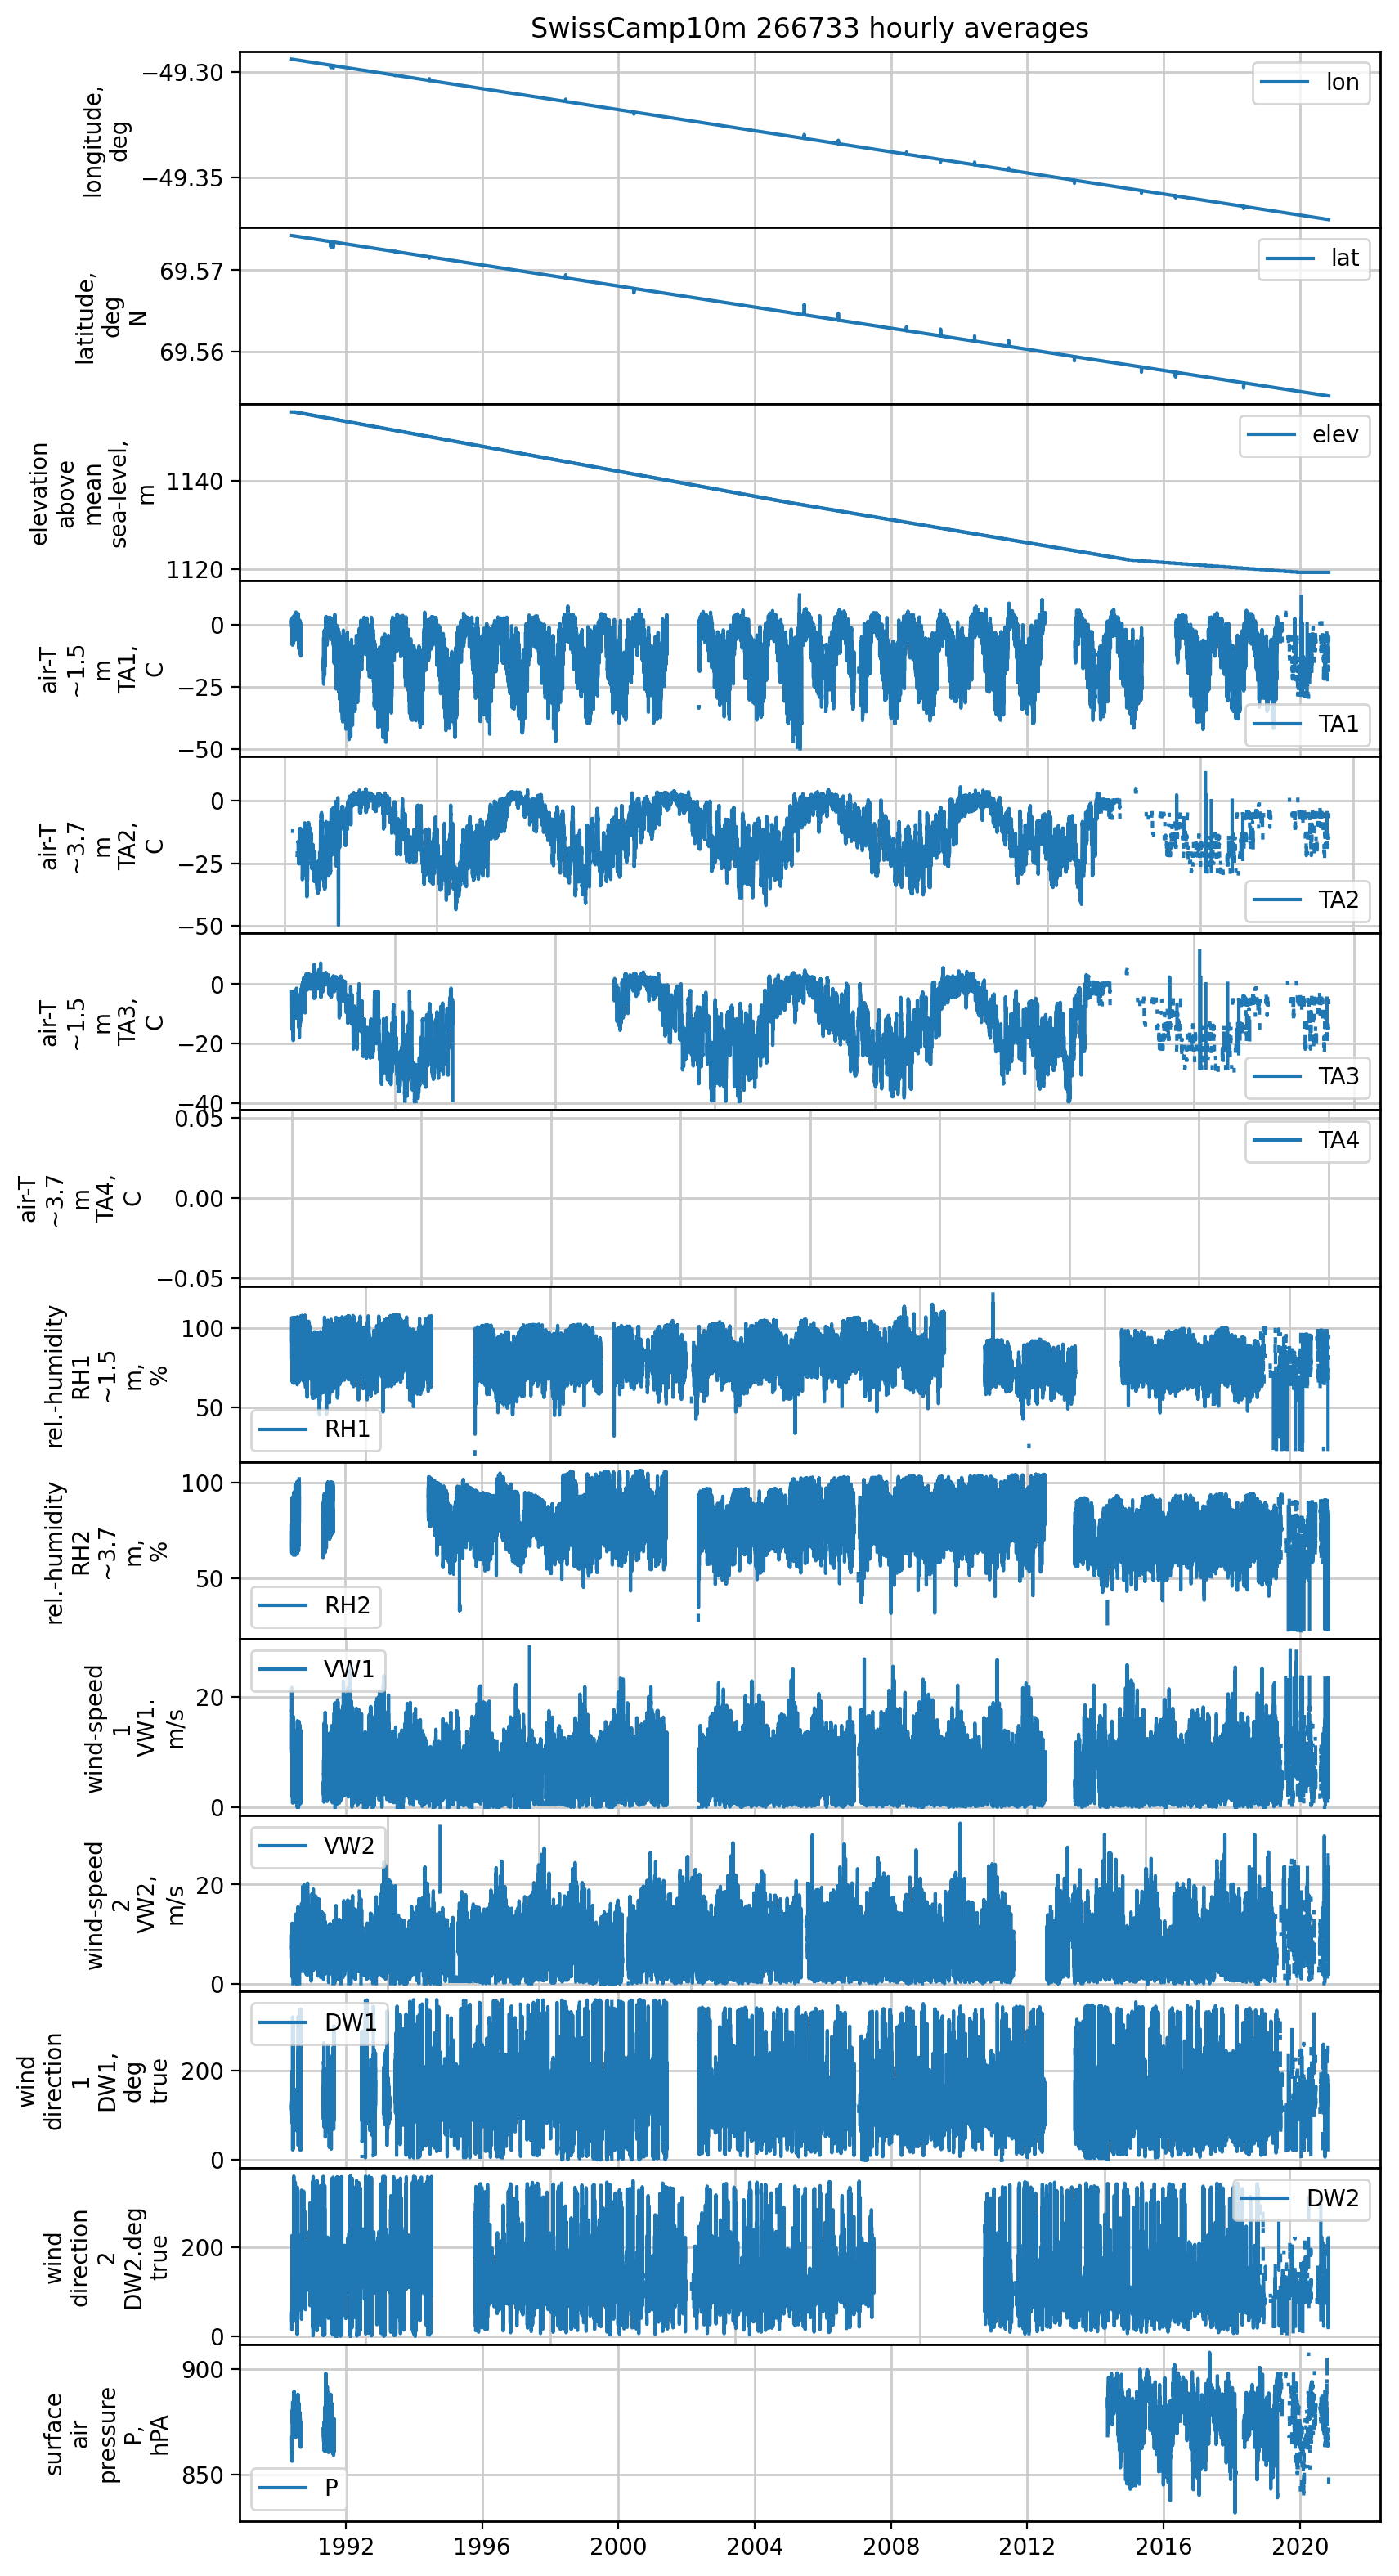 SwissCamp10m 266733 hourly averages
longitude,
deg
−49.30
−49.35
lon
latitude,
deg
N
69.57
69.56
lat
elevation
above
mean
sea-level,
m
1140
1120
elev
air-T
~1.5
m
TA1,
C
0
−25
−50
TA1
air-T
~3.7
m
TA2,
C
0
−25
−50
TA2
air-T
~1.5
m
TA3,
C
0
−20
−40
TA3
air-T
~3.7
m
TA4,
C
0.05
0.00
−0.05
TA4
rel.-humidity
RH1
~1.5
m,
%
100
50
RH1
rel.-humidity
RH2
~3.7
m,
%
100
50
RH2
wind-speed
1
VW1.
m/s
20
0
VW1
wind-speed
2
VW2,
m/s
20
0
VW2
wind
direction
1
DW1,
deg
true
200
0
DW1
wind
direction
2
DW2.deg
true
200
0
DW2
surface
air
pressure
P,
hPA
900
850
P
1992 1996 2000 2004 2008 2012 2016 2020